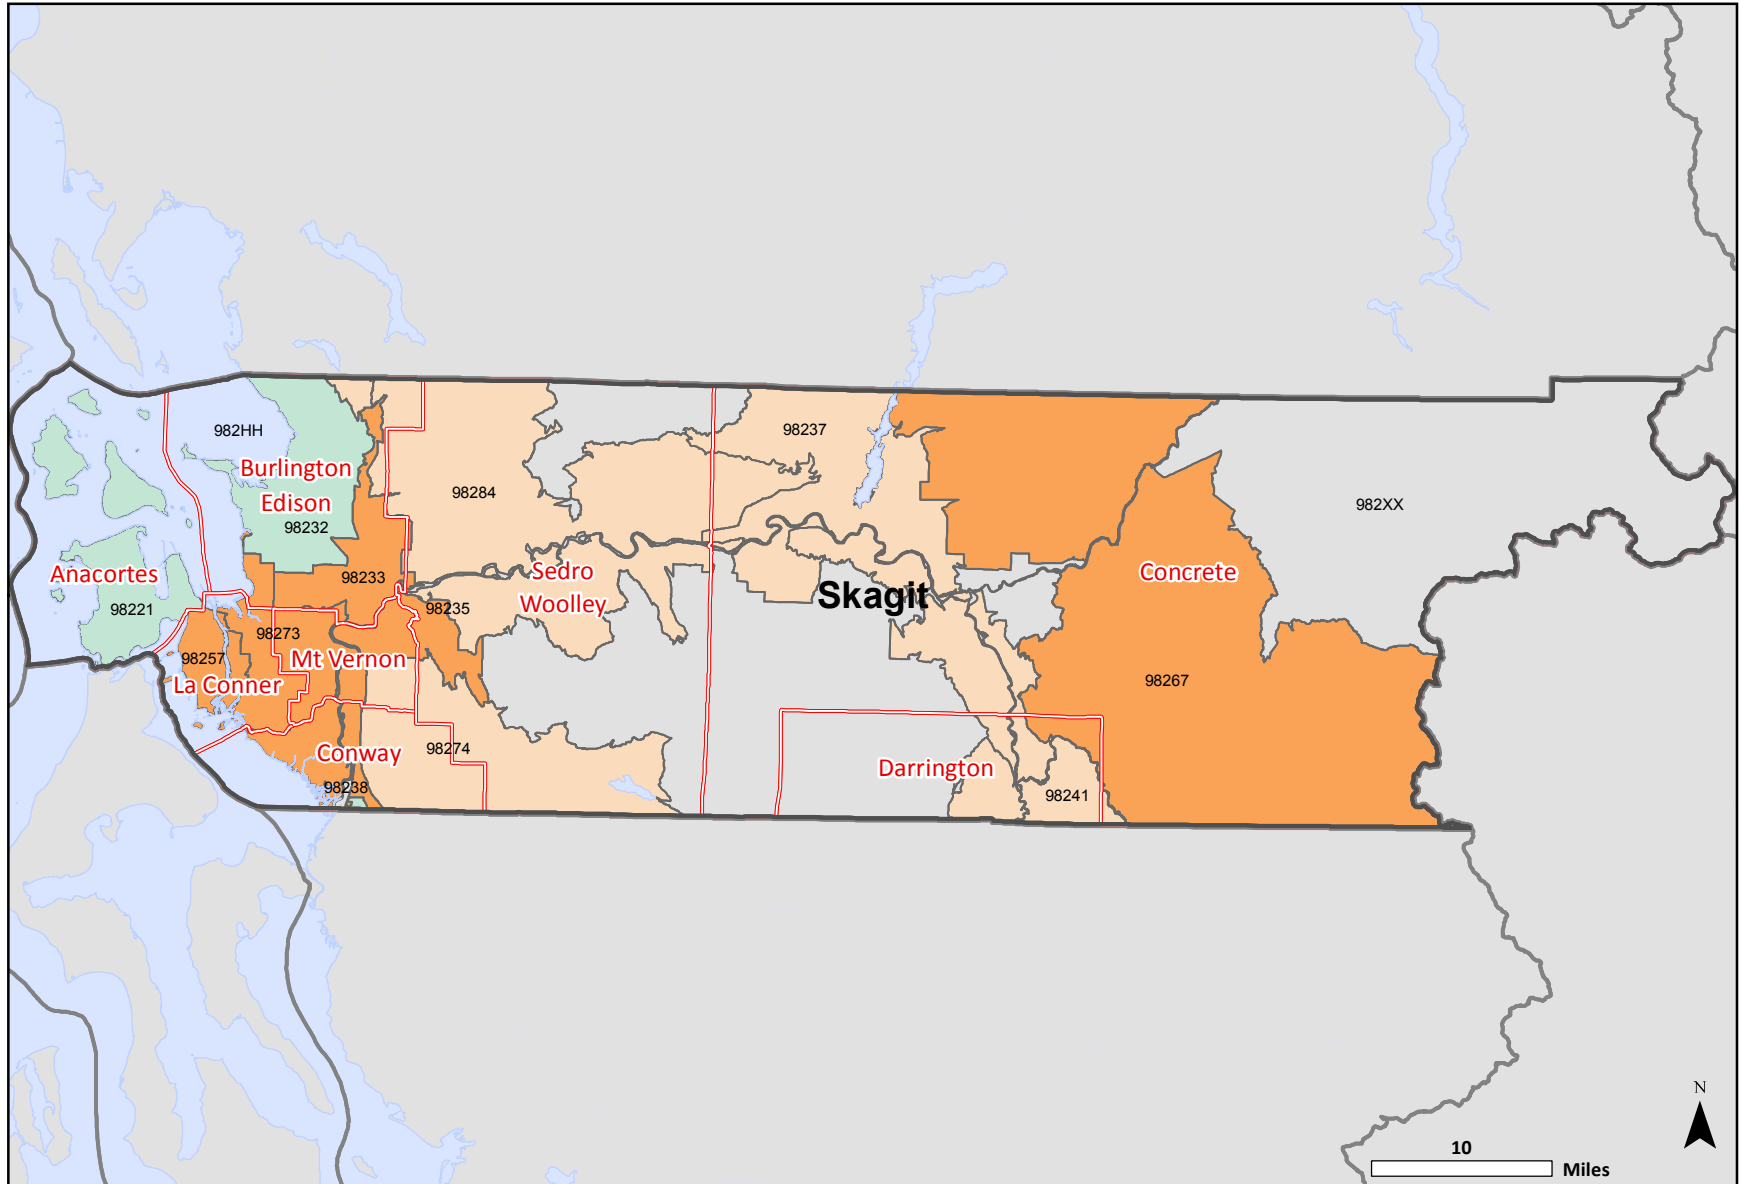 982HH
98237
Burlington
Edison
98284
98232
982XX
Anacortes
98221
98233
98235
Sedro
Woolley
Skagit
Concrete
98273
98257
Mt Vernon
La Conner
98267
Conway
98274
Darrington
98238
98241
N
10
Miles